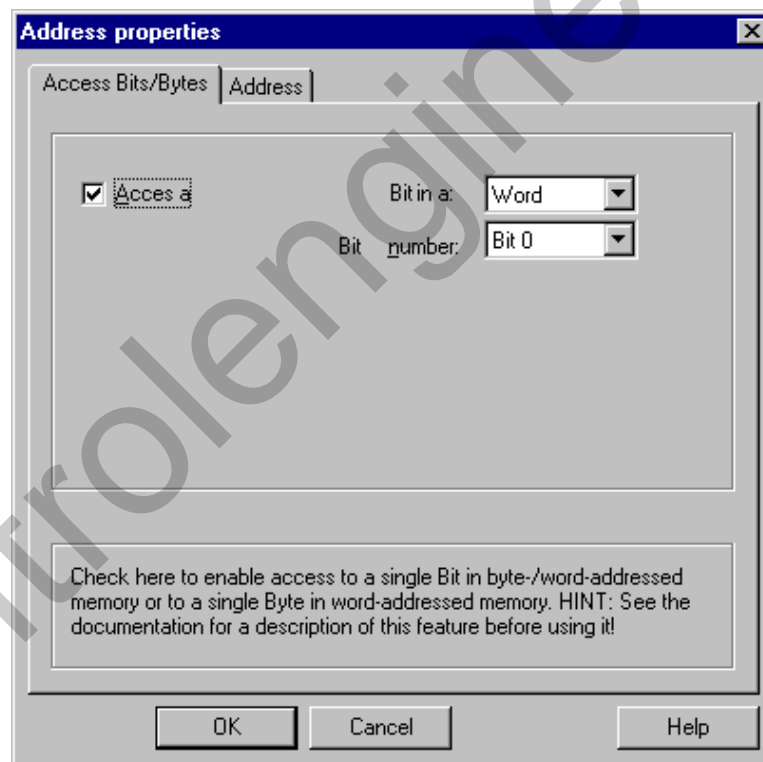 Address properties
Access Bits/Bytes Address
Acces a Bit in a: Word
Bit number: Bit 0
Check here to enable access to a single Bit in byte-/word-addressed
memory or to a single Byte in word-addressed memory. HINT: See the
documentation for a description of this feature before using it!
OK Cancel Help
trolengine